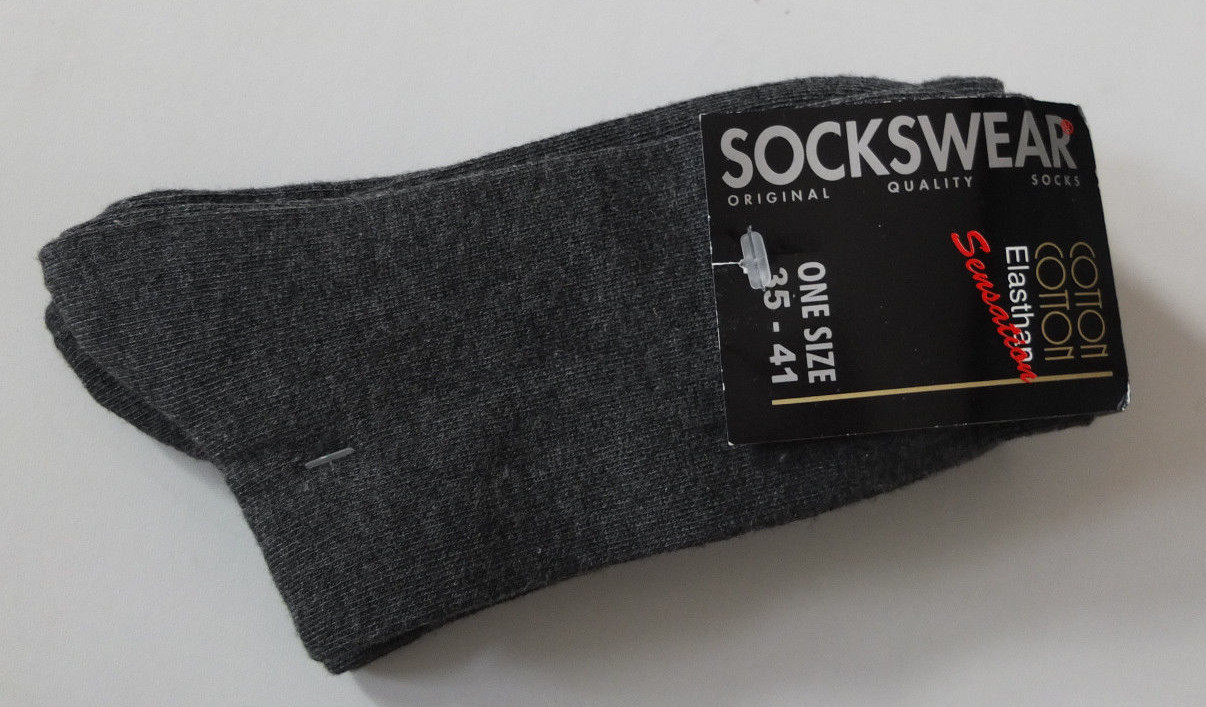 SOCKSWEAR®
ORIGINAL QUALITY SOCKS
ONE SIZE
35 - 41
COTTON
COTTON
Elasthan
Sensation